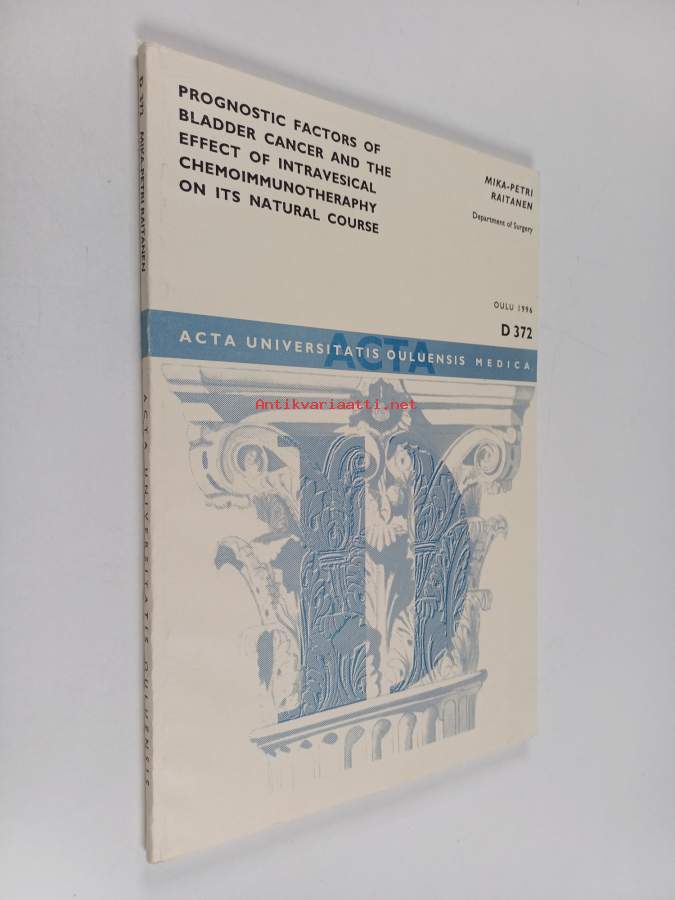 PROGNOSTIC FACTORS OF
BLADDER CANCER AND THE
EFFECT OF INTRAVESICAL
CHEMOIMMUNOTHERAPHY
ON ITS NATURAL COURSE
MIKA-PETRI
RAITANEN
Department of Surgery
OULU 1996
D 372
ACTA
ACTA UNIVERSITATIS OULUENSIS MEDICA
Antikvariaatti.net
D 372 MIKA-PETRI RAITANEN
ACTA UNIVERSITATIS OULUENSIS